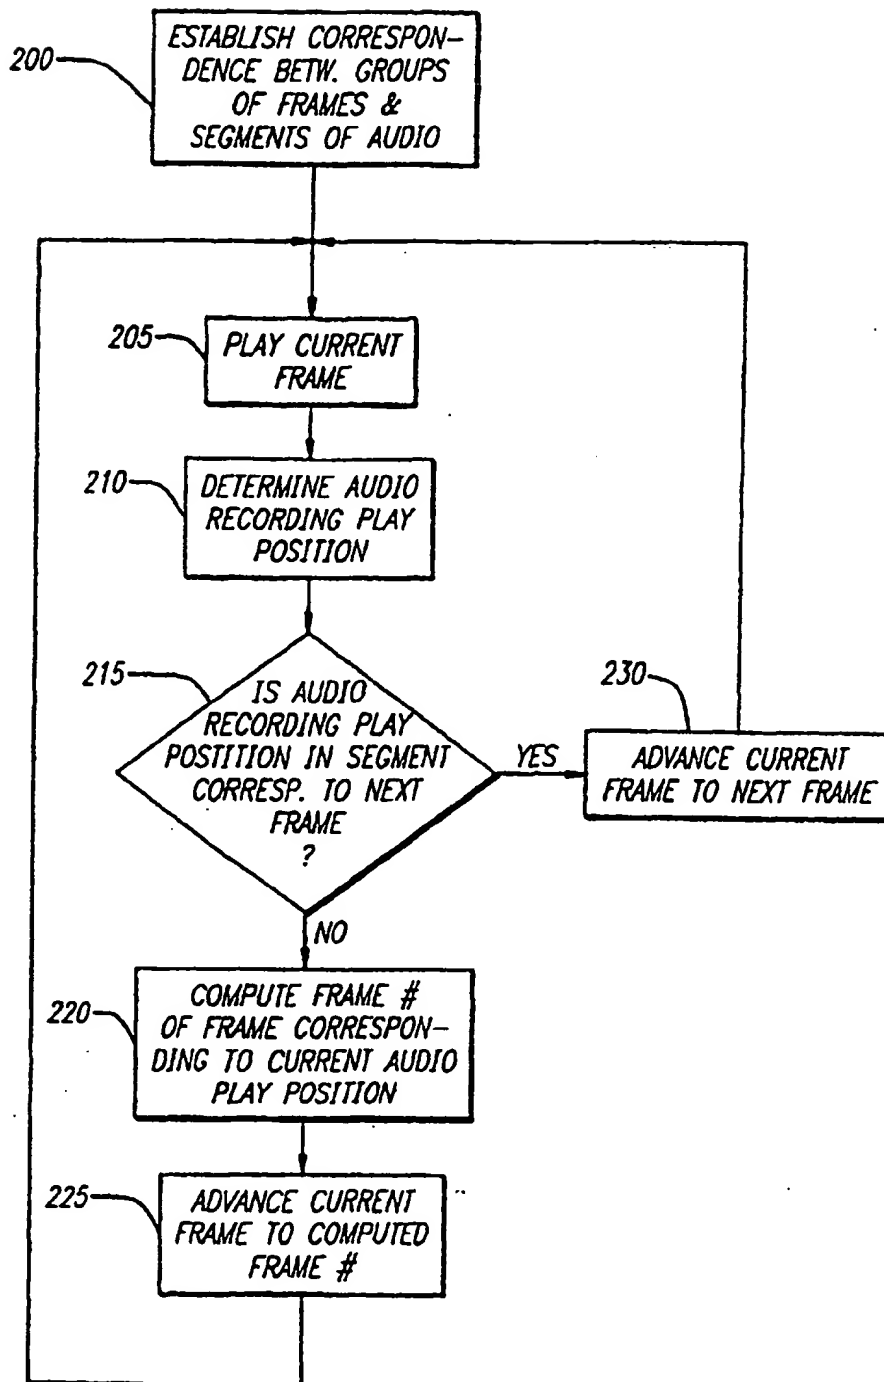 200
ESTABLISH CORRESPON-
DENCE BETW. GROUPS
OF FRAMES &
SEGMENTS OF AUDIO
205
PLAY CURRENT
FRAME
210
DETERMINE AUDIO
RECORDING PLAY
POSITION
215
IS AUDIO
RECORDING PLAY
POSTITION IN SEGMENT
CORRESP. TO NEXT
FRAME
?
YES
230
ADVANCE CURRENT
FRAME TO NEXT FRAME
NO
220
COMPUTE FRAME #
OF FRAME CORRESPON-
DING TO CURRENT AUDIO
PLAY POSITION
225
ADVANCE CURRENT
FRAME TO COMPUTED
FRAME #